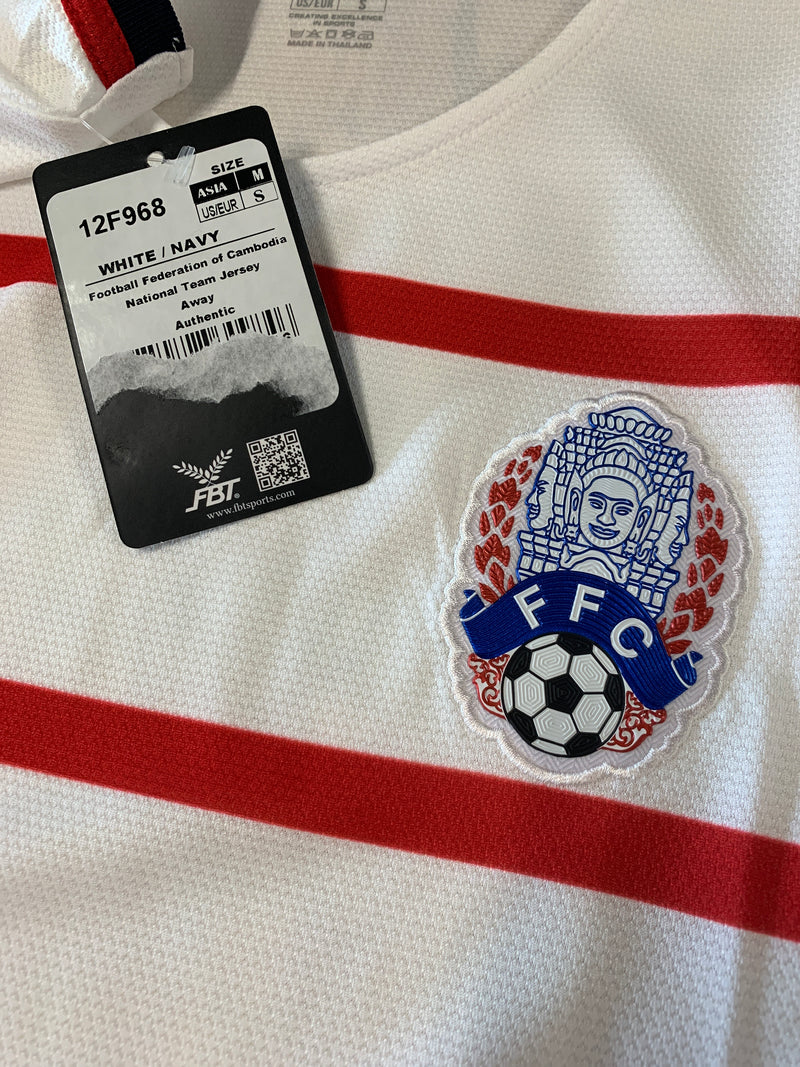 US/EUR S
CREATING EXCELLENCE
IN SPORTS
MADE IN THAILAND
SIZE
12F968
ASIA M
US/EUR S
WHITE / NAVY
Football Federation of Cambodia
National Team Jersey
Away
Authentic
FBT®
www.fbtsports.com
FFC